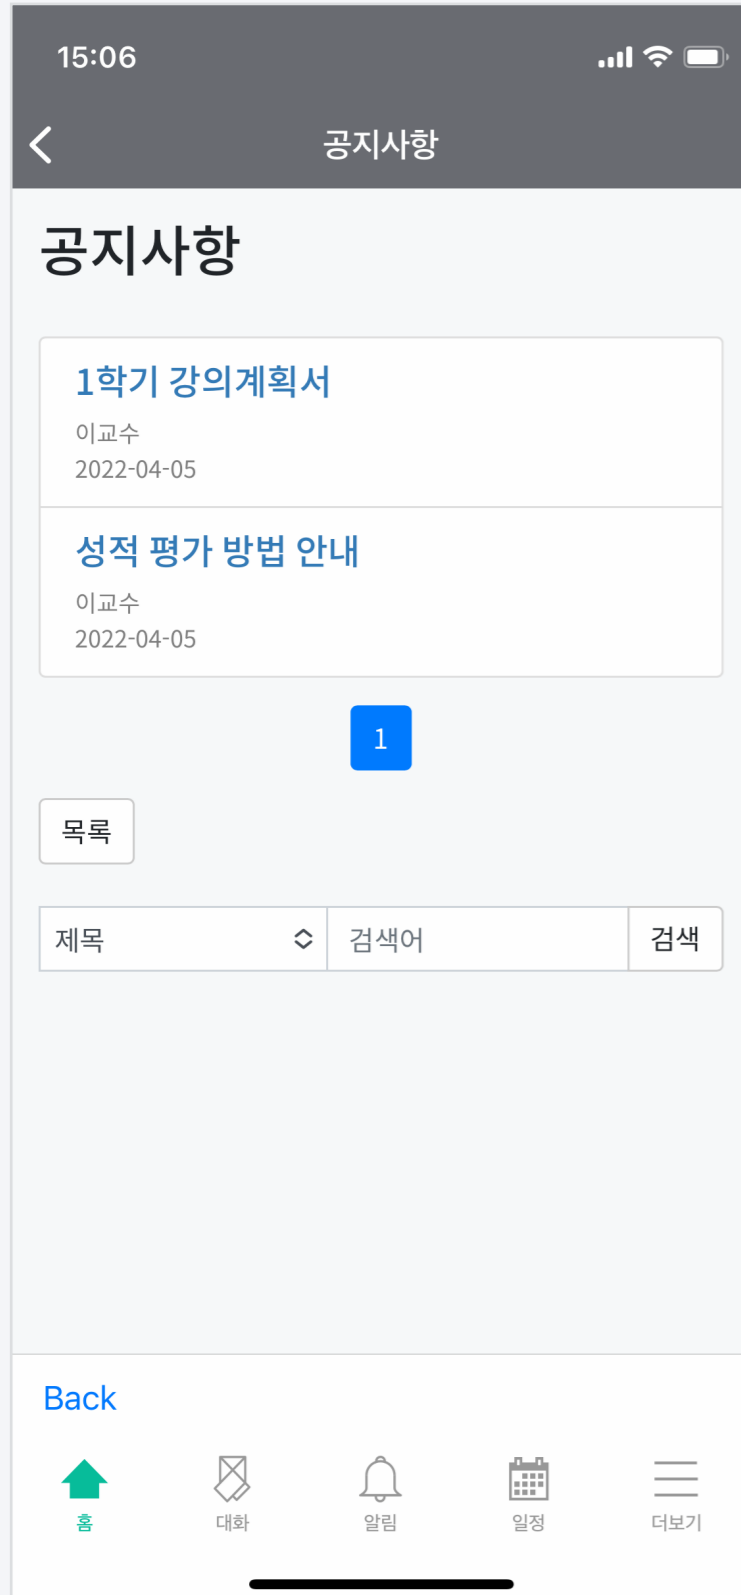 15:06
공지사항
공지사항
1학기 강의계획서
이교수
2022-04-05
성적 평가 방법 안내
이교수
2022-04-05
1
목록
제목 검색어 검색
Back
홈 대화 알림 일정 더보기